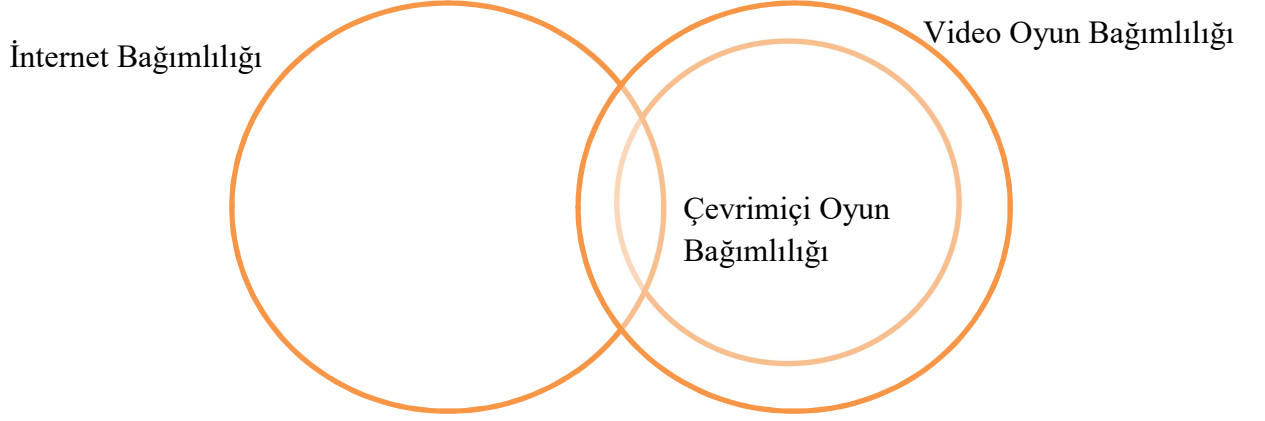 İnternet Bağımlılığı
Video Oyun Bağımlılığı
Çevrimiçi Oyun
Bağımlılığı